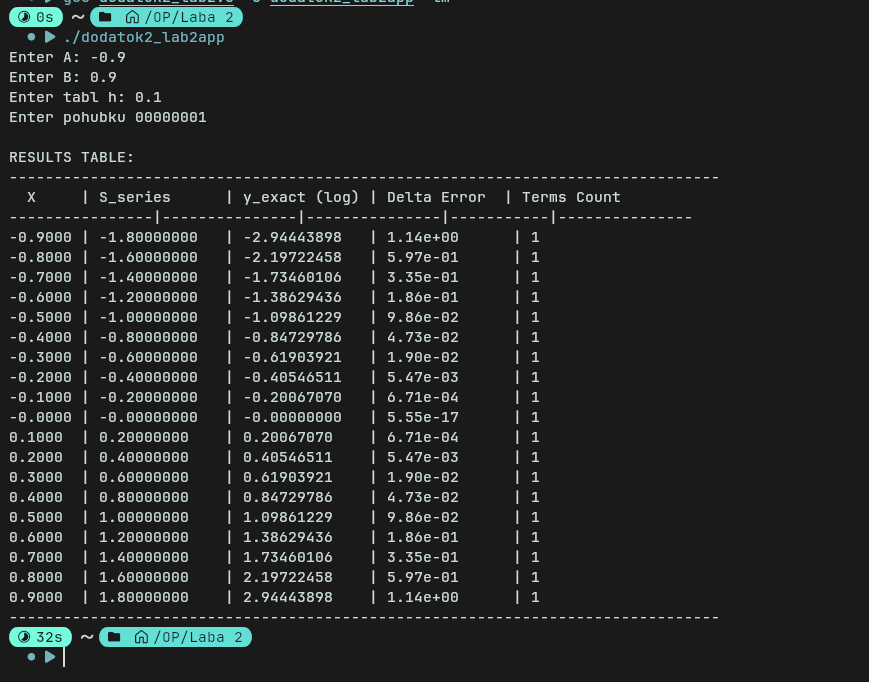 0s ~ /OP/Laba 2
./dodatok2_lab2app
Enter A: -0.9
Enter B: 0.9
Enter tabl h: 0.1
Enter pohubku 00000001
RESULTS TABLE:
-------------------------------------------------------------------------------
X | S_series | y_exact (log) | Delta Error | Terms Count
----------------|---------------|---------------|-----------|---------------
-0.9000 | -1.80000000 | -2.94443898 | 1.14e+00 | 1
-0.8000 | -1.60000000 | -2.19722458 | 5.97e-01 | 1
-0.7000 | -1.40000000 | -1.73460106 | 3.35e-01 | 1
-0.6000 | -1.20000000 | -1.38629436 | 1.86e-01 | 1
-0.5000 | -1.00000000 | -1.09861229 | 9.86e-02 | 1
-0.4000 | -0.80000000 | -0.84729786 | 4.73e-02 | 1
-0.3000 | -0.60000000 | -0.61903921 | 1.90e-02 | 1
-0.2000 | -0.40000000 | -0.40546511 | 5.47e-03 | 1
-0.1000 | -0.20000000 | -0.20067070 | 6.71e-04 | 1
-0.0000 | -0.00000000 | -0.00000000 | 5.55e-17 | 1
0.1000 | 0.20000000 | 0.20067070 | 6.71e-04 | 1
0.2000 | 0.40000000 | 0.40546511 | 5.47e-03 | 1
0.3000 | 0.60000000 | 0.61903921 | 1.90e-02 | 1
0.4000 | 0.80000000 | 0.84729786 | 4.73e-02 | 1
0.5000 | 1.00000000 | 1.09861229 | 9.86e-02 | 1
0.6000 | 1.20000000 | 1.38629436 | 1.86e-01 | 1
0.7000 | 1.40000000 | 1.73460106 | 3.35e-01 | 1
0.8000 | 1.60000000 | 2.19722458 | 5.97e-01 | 1
0.9000 | 1.80000000 | 2.94443898 | 1.14e+00 | 1
-------------------------------------------------------------------------------
32s ~ /OP/Laba 2